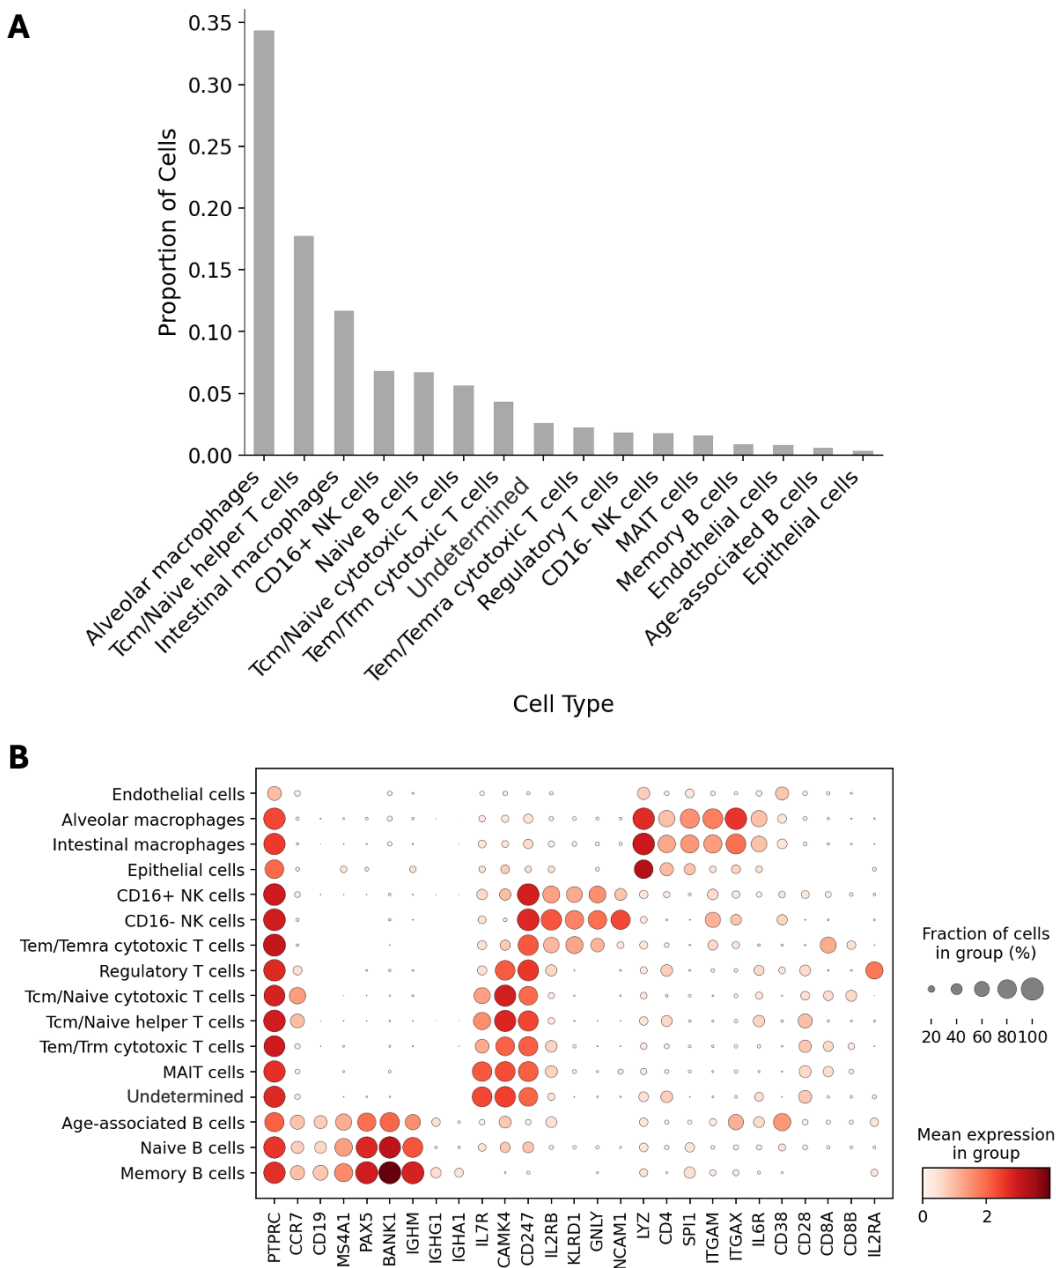 A
0.35
0.30
0.25
0.20
0.15
0.10
0.05
0.00
Proportion of Cells
Alveolar macrophages
Tcm/Naive helper T cells
Intestinal macrophages
CD16+ NK cells
Naive B cells
Tcm/Naive cytotoxic T cells
Tem/Trm cytotoxic T cells
Undetermined
Tem/Temra cytotoxic T cells
Regulatory T cells
CD16- NK cells
MAIT cells
Memory B cells
Endothelial cells
Age-associated B cells
Epithelial cells
Cell Type
B
Endothelial cells
Alveolar macrophages
Intestinal macrophages
Epithelial cells
CD16+ NK cells
CD16- NK cells
Tem/Temra cytotoxic T cells
Regulatory T cells
Tcm/Naive cytotoxic T cells
Tcm/Naive helper T cells
Tem/Trm cytotoxic T cells
MAIT cells
Undetermined
Age-associated B cells
Naive B cells
Memory B cells
PTPRC
CCR7
CD19
MS4A1
PAX5
BANK1
IGHM
IGHG1
IGHA1
IL7R
CAMK4
CD247
IL2RB
KLRD1
GNLY
NCAM1
LYZ
CD4
SPI1
ITGAM
ITGAX
IL6R
CD38
CD28
CD8A
CD8B
IL2RA
Fraction of cells
in group (%)
20 40 60 80 100
Mean expression
in group
0 2